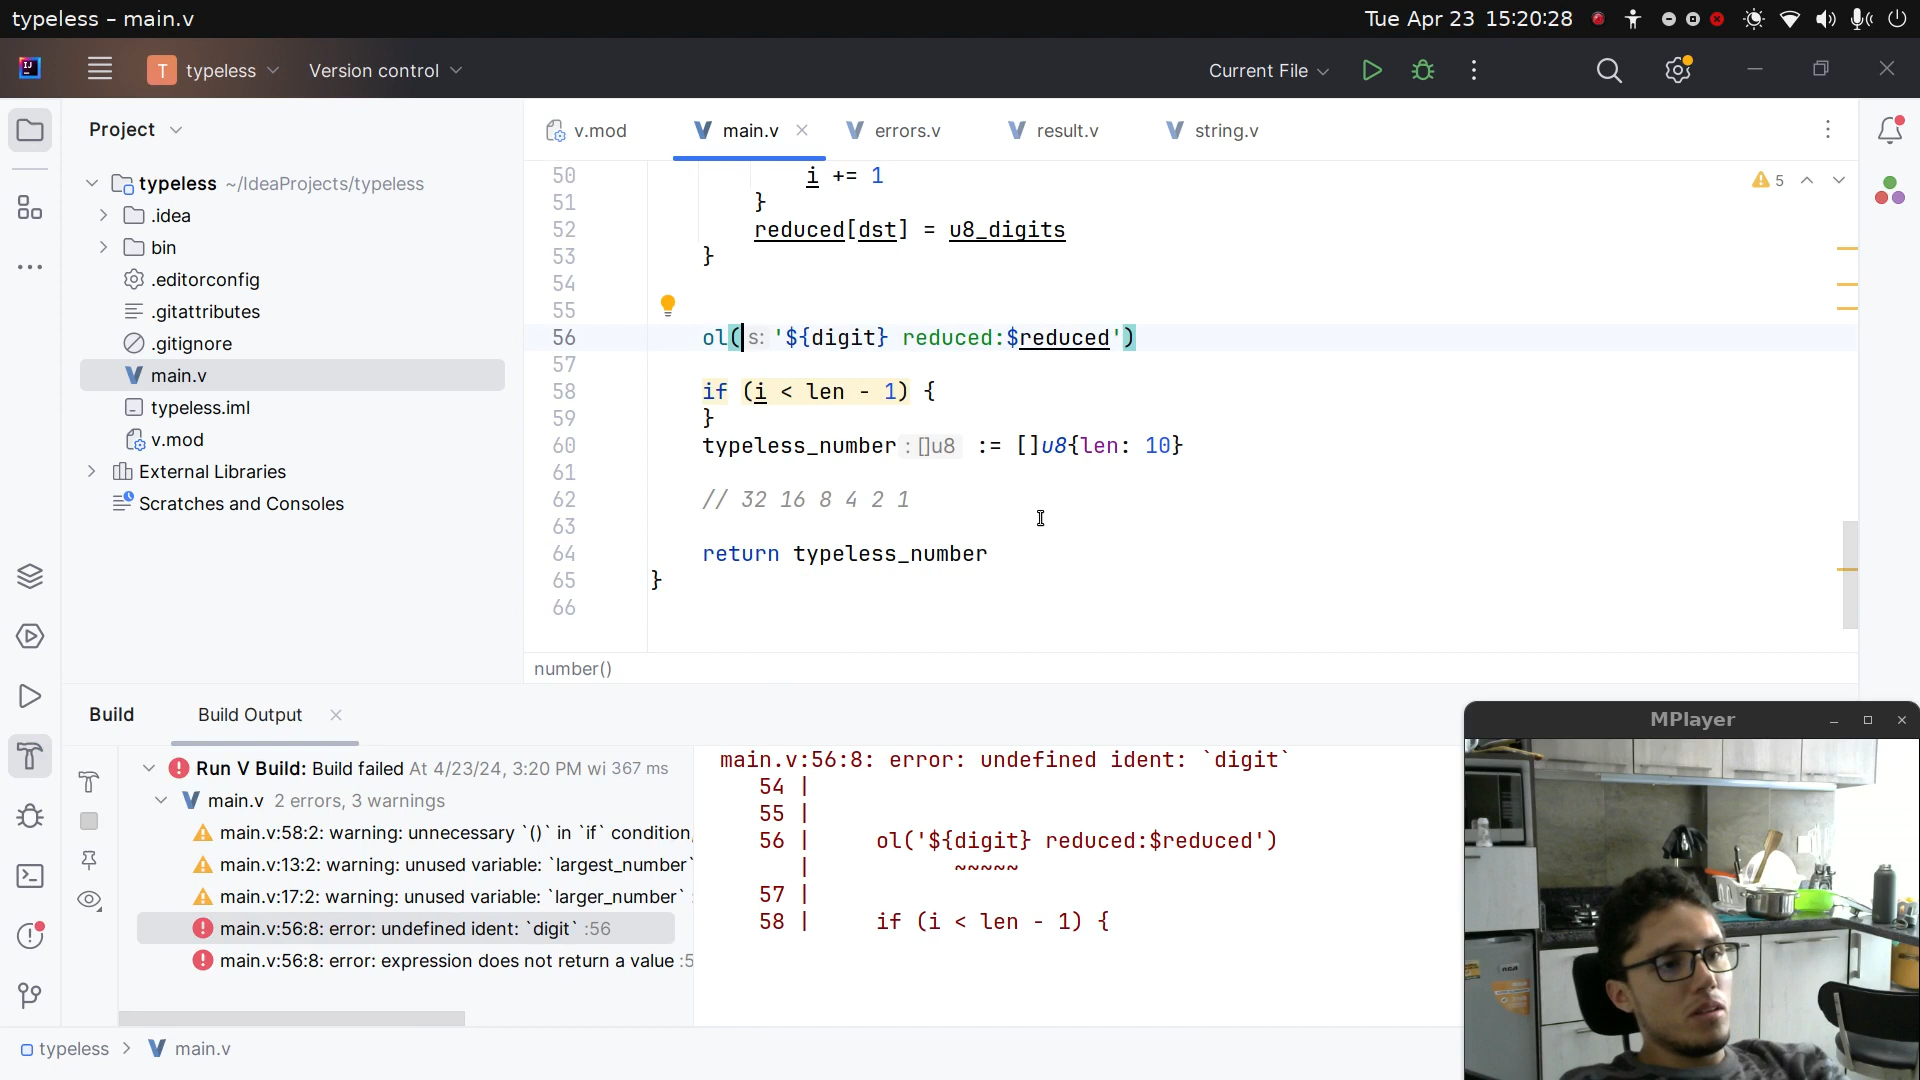 typeless – main.v
Tue Apr 23 15:20:28
T typeless
Version control
Current File
Project
v.mod
main.v
errors.v
result.v
string.v
typeless ~/IdeaProjects/typeless
.idea
bin
.editorconfig
.gitattributes
.gitignore
main.v
typeless.iml
v.mod
External Libraries
Scratches and Consoles
5
50 i += 1
51 }
52 reduced[dst] = u8_digits
53 }
54
55
56 ol( s: '${digit} reduced:$reduced')
57
58 if (i < len - 1) {
59 }
60 typeless_number : []u8 := []u8{len: 10}
61
62 // 32 16 8 4 2 1
63
64 return typeless_number
65 }
66
number()
Build
Build Output
Run V Build: Build failed At 4/23/24, 3:20 PM wi 367 ms
main.v 2 errors, 3 warnings
main.v:58:2: warning: unnecessary `()` in `if` condition,
main.v:13:2: warning: unused variable: `largest_number`
main.v:17:2: warning: unused variable: `larger_number` :
main.v:56:8: error: undefined ident: `digit` :56
main.v:56:8: error: expression does not return a value :5
main.v:56:8: error: undefined ident: `digit`
54 |
55 |
56 | ol('${digit} reduced:$reduced')
| ~~~~~
57 |
58 | if (i < len - 1) {
MPlayer
typeless > main.v